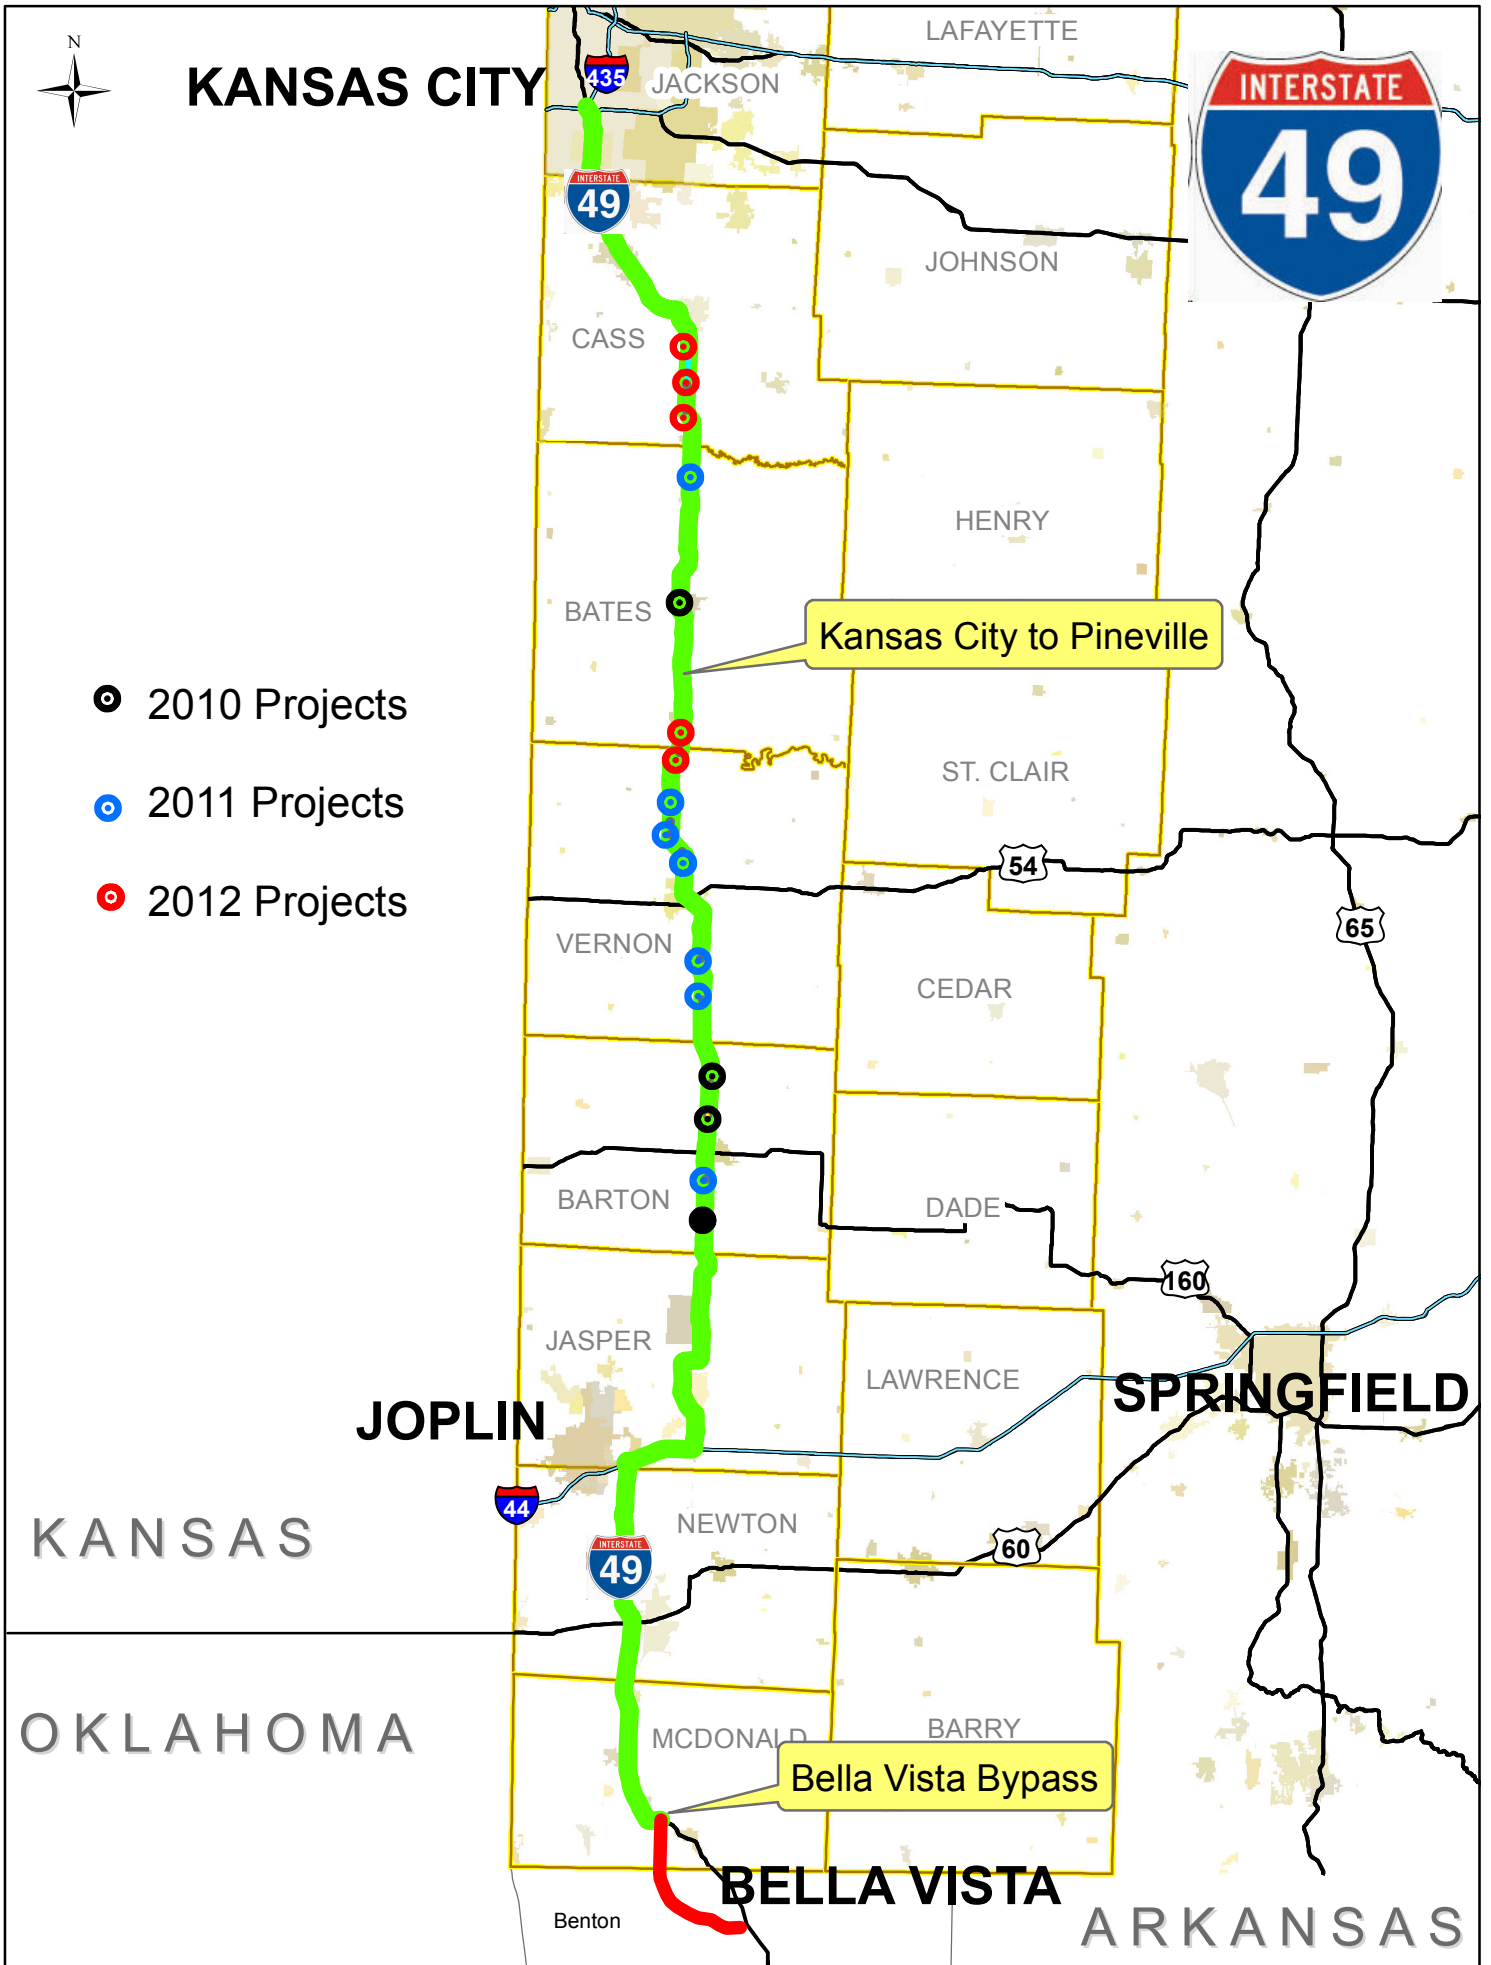 N
KANSAS CITY
435
JACKSON
LAFAYETTE
INTERSTATE
49
INTERSTATE
49
JOHNSON
CASS
HENRY
BATES
Kansas City to Pineville
2010 Projects
2011 Projects
2012 Projects
ST. CLAIR
54
65
VERNON
CEDAR
BARTON
DADE
160
JASPER
LAWRENCE
SPRINGFIELD
JOPLIN
44
KANSAS
NEWTON
INTERSTATE
49
60
OKLAHOMA
MCDONALD
BARRY
Bella Vista Bypass
BELLA VISTA
Benton
ARKANSAS